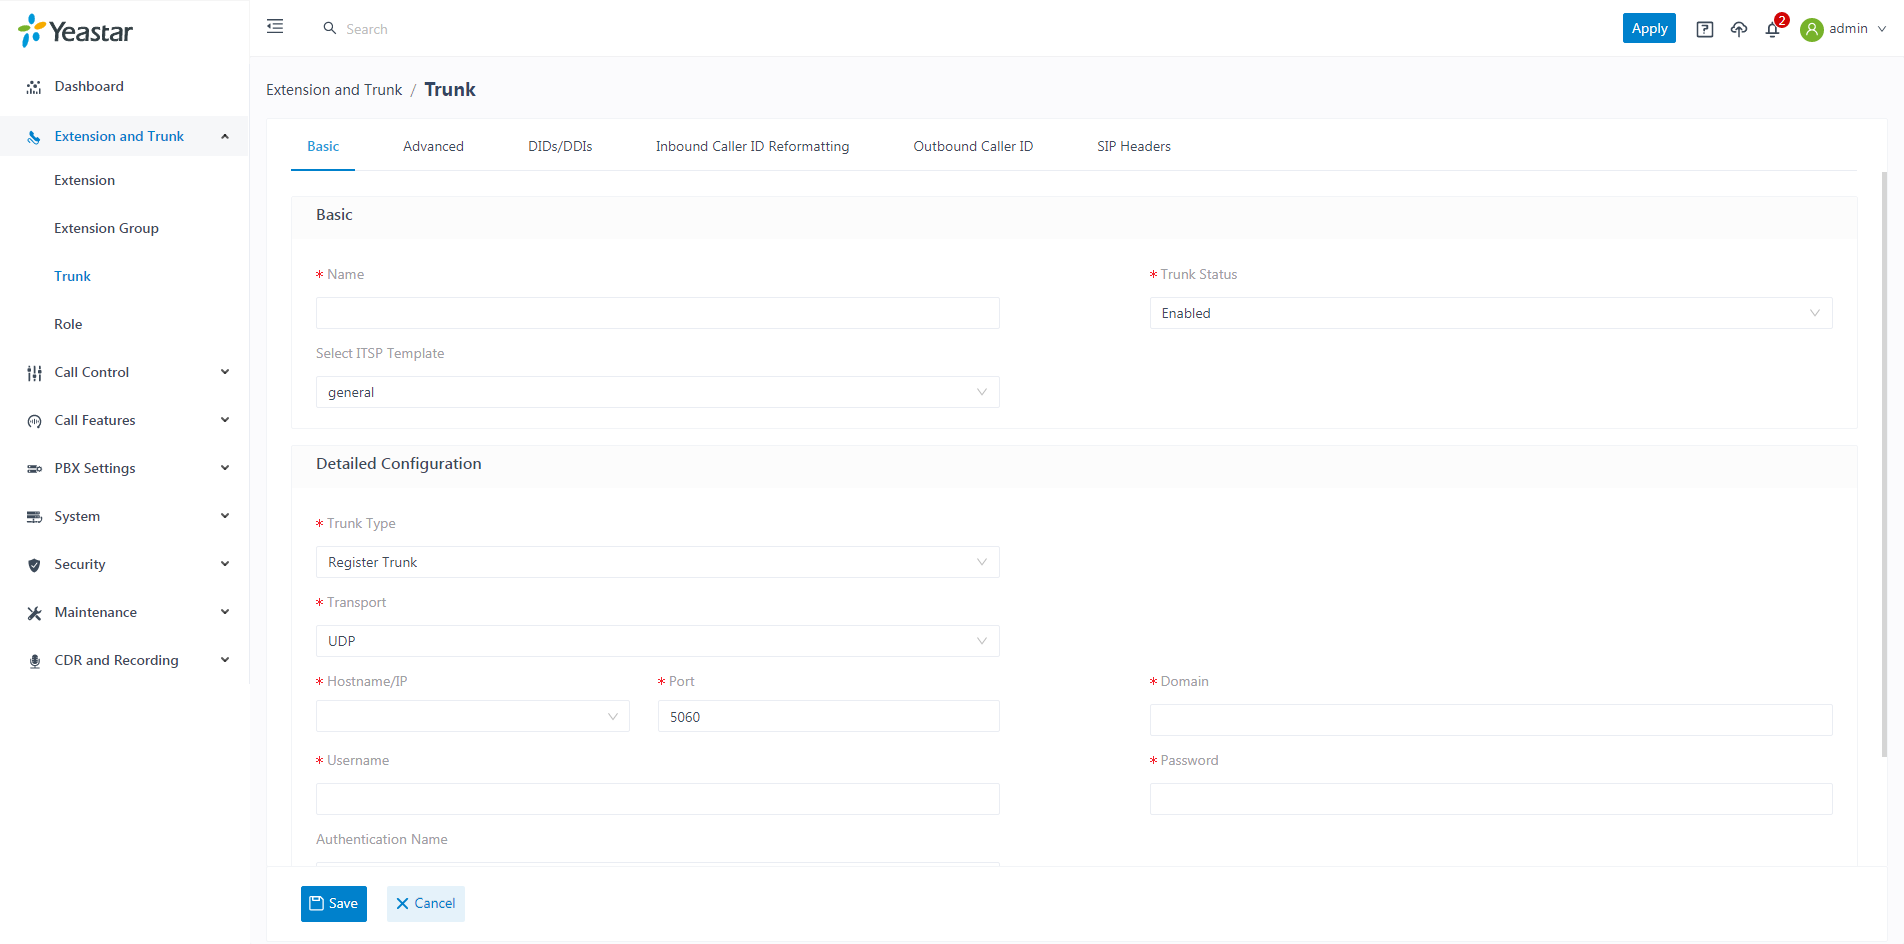 Yeastar
Search
Apply
2
admin
Dashboard
Extension and Trunk
Extension
Extension Group
Trunk
Role
Call Control
Call Features
PBX Settings
System
Security
Maintenance
CDR and Recording
Extension and Trunk / Trunk
Basic Advanced DIDs/DDIs Inbound Caller ID Reformatting Outbound Caller ID SIP Headers
Basic
* Name
* Trunk Status
Enabled
Select ITSP Template
general
Detailed Configuration
* Trunk Type
Register Trunk
* Transport
UDP
* Hostname/IP
* Port
* Domain
5060
* Username
* Password
Authentication Name
Save
Cancel